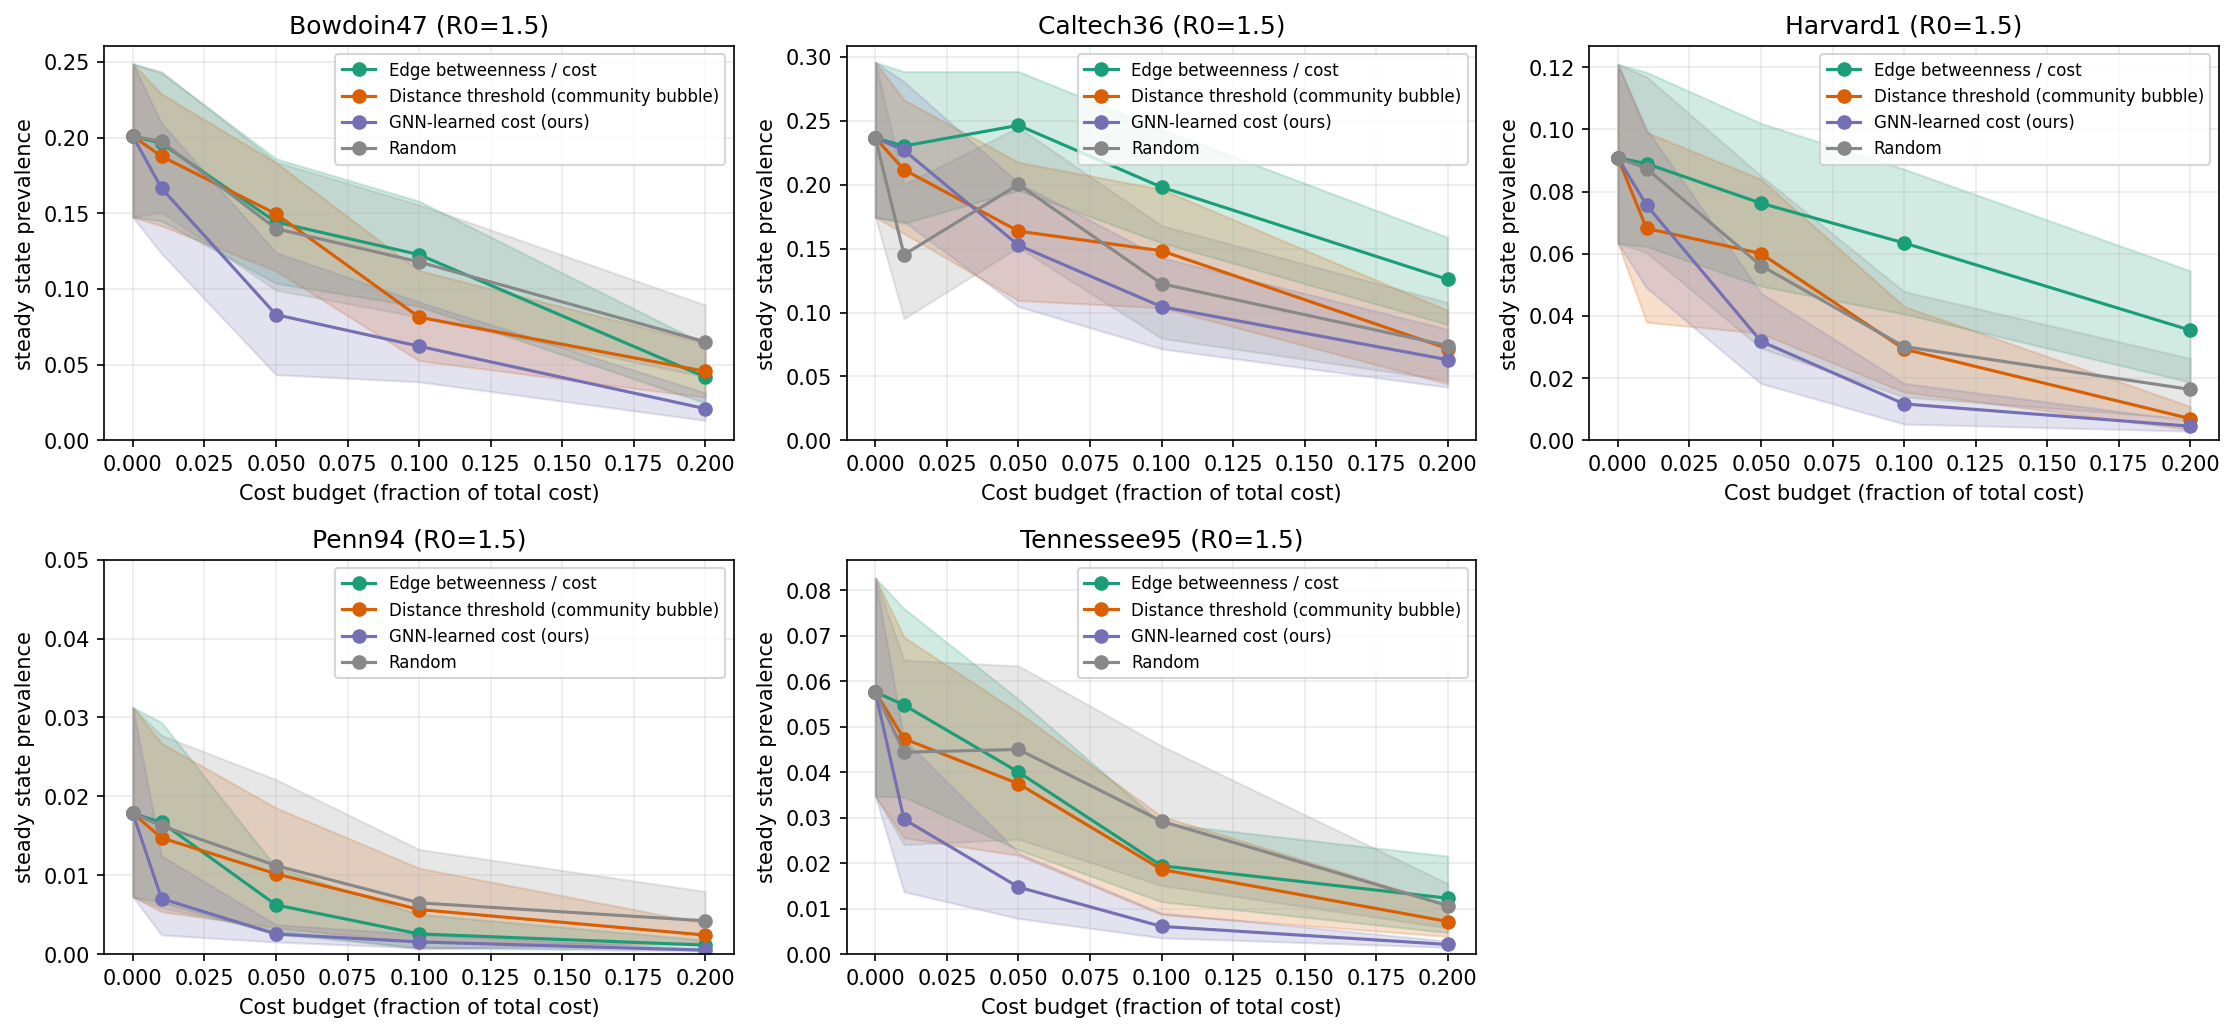 Bowdoin47 (R0=1.5)
steady state prevalence
0.25
0.20
0.15
0.10
0.05
0.00
Edge betweenness / cost
Distance threshold (community bubble)
GNN-learned cost (ours)
Random
0.000 0.025 0.050 0.075 0.100 0.125 0.150 0.175 0.200
Cost budget (fraction of total cost)
Caltech36 (R0=1.5)
steady state prevalence
0.30
0.25
0.20
0.15
0.10
0.05
0.00
Edge betweenness / cost
Distance threshold (community bubble)
GNN-learned cost (ours)
Random
0.000 0.025 0.050 0.075 0.100 0.125 0.150 0.175 0.200
Cost budget (fraction of total cost)
Harvard1 (R0=1.5)
steady state prevalence
0.12
0.10
0.08
0.06
0.04
0.02
0.00
Edge betweenness / cost
Distance threshold (community bubble)
GNN-learned cost (ours)
Random
0.000 0.025 0.050 0.075 0.100 0.125 0.150 0.175 0.200
Cost budget (fraction of total cost)
Penn94 (R0=1.5)
steady state prevalence
0.05
0.04
0.03
0.02
0.01
0.00
Edge betweenness / cost
Distance threshold (community bubble)
GNN-learned cost (ours)
Random
0.000 0.025 0.050 0.075 0.100 0.125 0.150 0.175 0.200
Cost budget (fraction of total cost)
Tennessee95 (R0=1.5)
steady state prevalence
0.08
0.07
0.06
0.05
0.04
0.03
0.02
0.01
0.00
Edge betweenness / cost
Distance threshold (community bubble)
GNN-learned cost (ours)
Random
0.000 0.025 0.050 0.075 0.100 0.125 0.150 0.175 0.200
Cost budget (fraction of total cost)